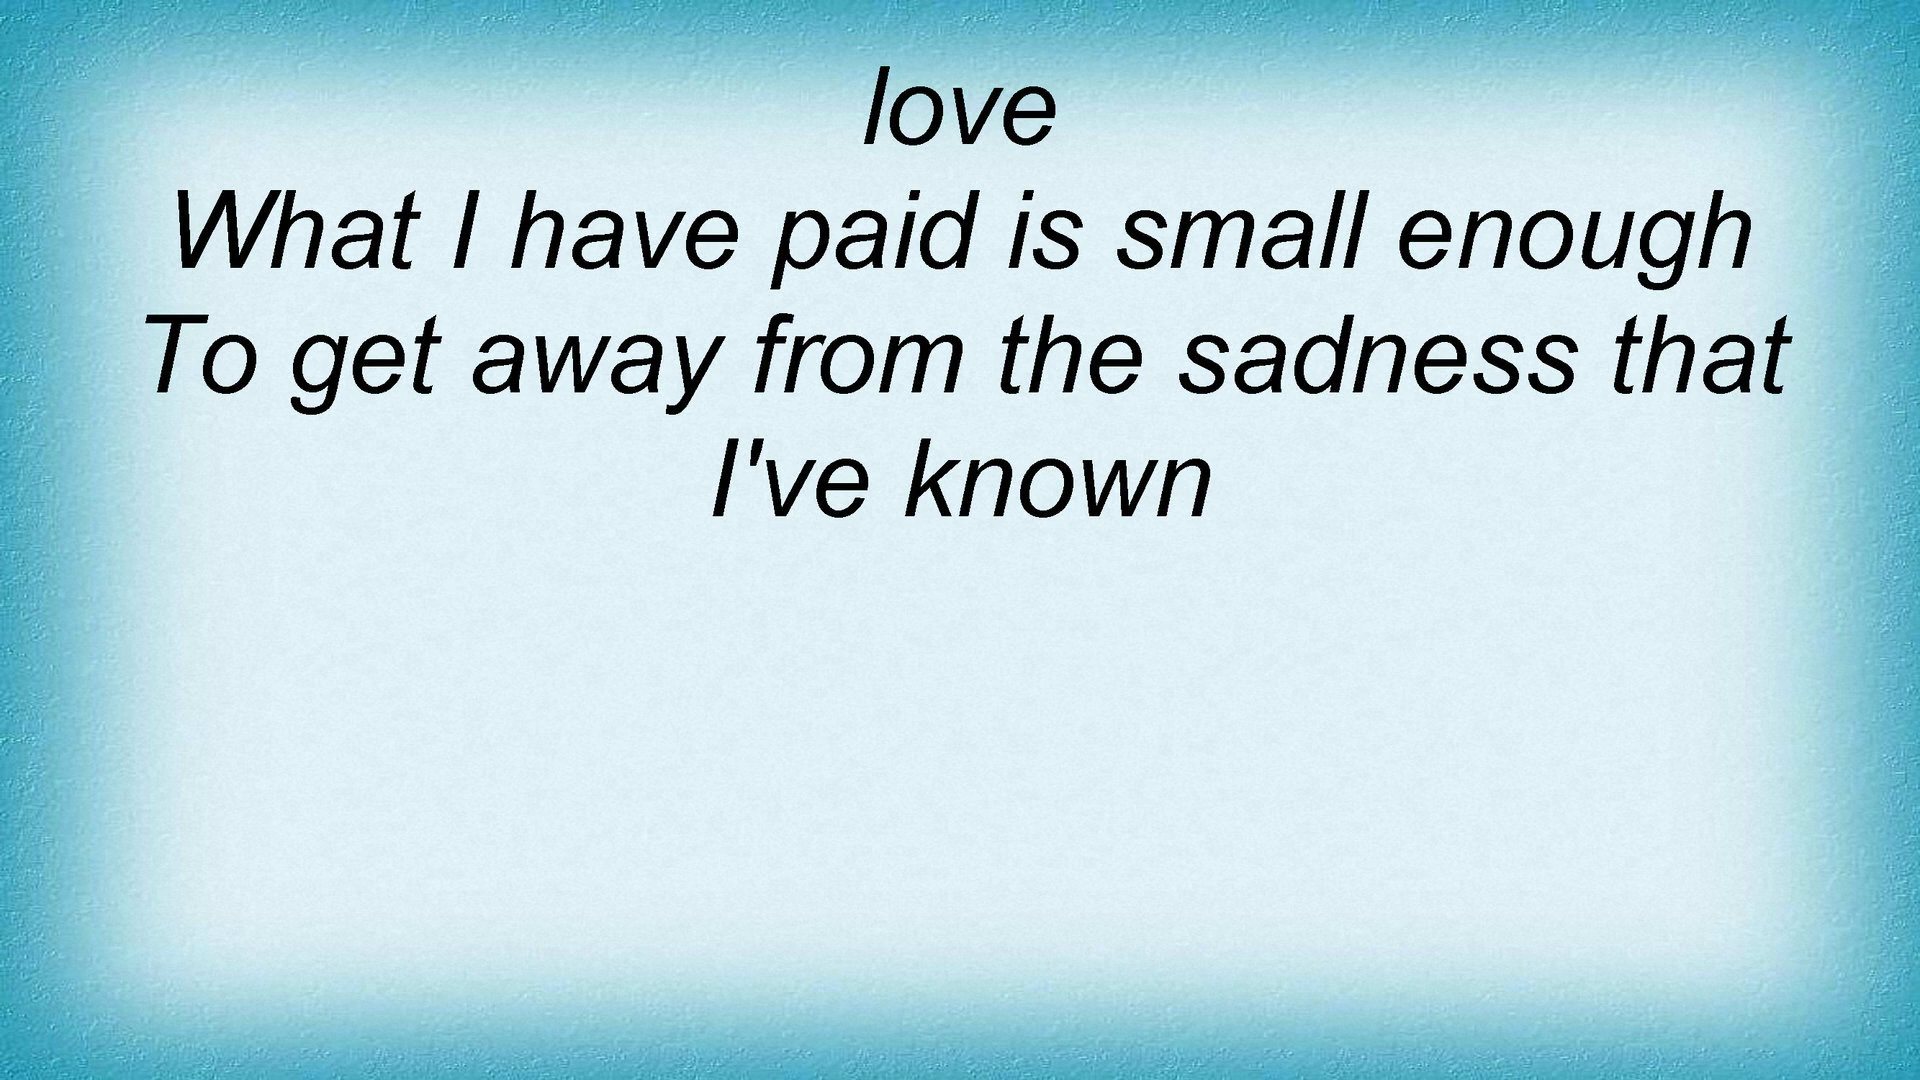 love
What I have paid is small enough
To get away from the sadness that
I've known